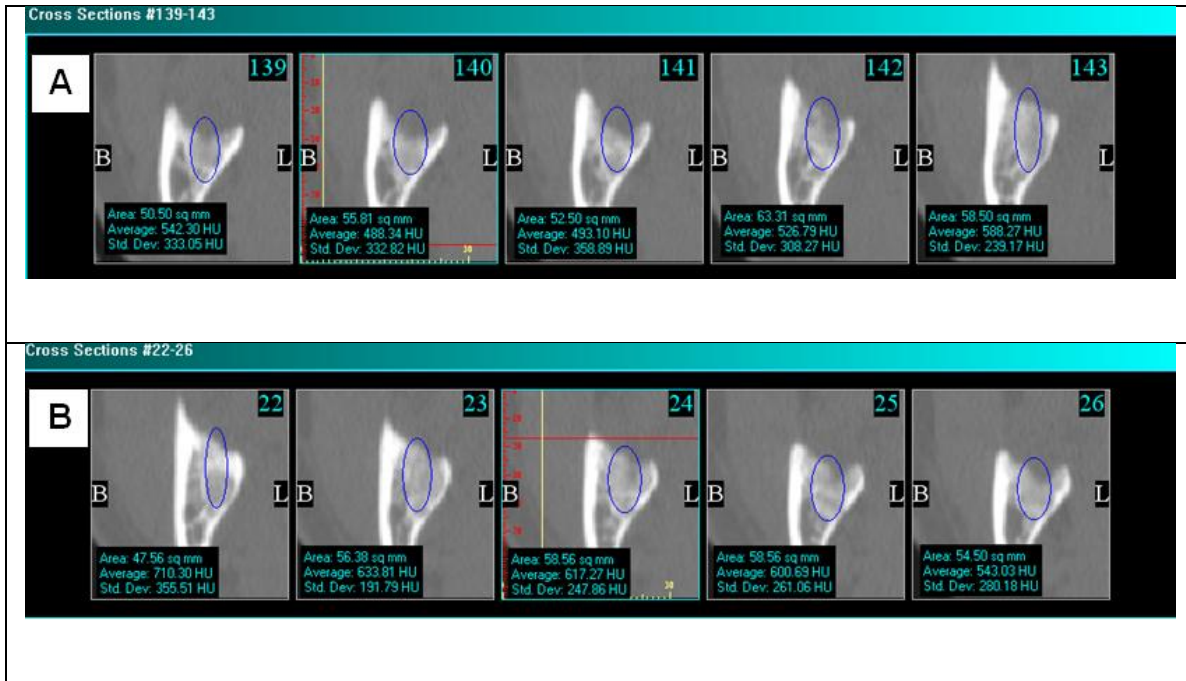 Cross Sections #139-143
A
139
B
L
Area: 50.50 sq mm
Average: 542.30 HU
Std. Dev: 333.05 HU
140
B
L
Area: 55.81 sq mm
Average: 488.34 HU
Std. Dev: 332.82 HU
30
141
B
L
Area: 52.50 sq mm
Average: 493.10 HU
Std. Dev: 358.89 HU
142
B
L
Area: 63.31 sq mm
Average: 526.79 HU
Std. Dev: 308.27 HU
143
B
L
Area: 58.50 sq mm
Average: 588.27 HU
Std. Dev: 239.17 HU
Cross Sections #22-26
B
22
B
L
Area: 47.56 sq mm
Average: 710.30 HU
Std. Dev: 355.51 HU
23
B
L
Area: 56.38 sq mm
Average: 633.81 HU
Std. Dev: 191.79 HU
24
B
L
Area: 58.56 sq mm
Average: 617.27 HU
Std. Dev: 247.86 HU
30
25
B
L
Area: 58.56 sq mm
Average: 600.69 HU
Std. Dev: 261.06 HU
26
B
L
Area: 54.50 sq mm
Average: 543.03 HU
Std. Dev: 280.18 HU